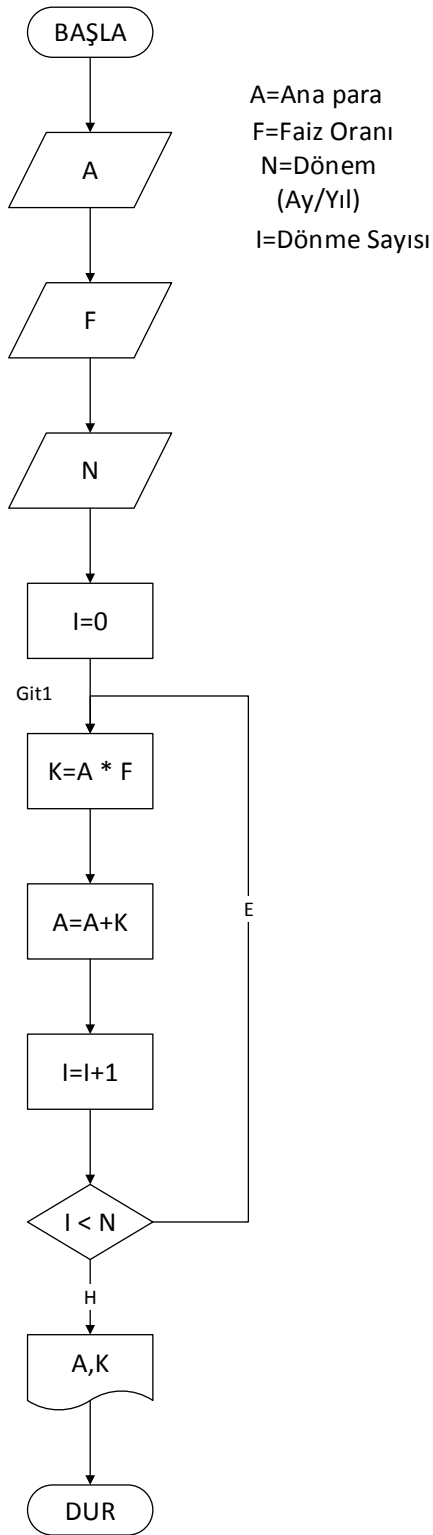 BAŞLA
A=Ana para
F=Faiz Oranı
N=Dönem
(Ay/Yıl)
I=Dönme Sayısı
A
F
N
I=0
Git1
K=A * F
A=A+K
E
I=I+1
I < N
H
A,K
DUR